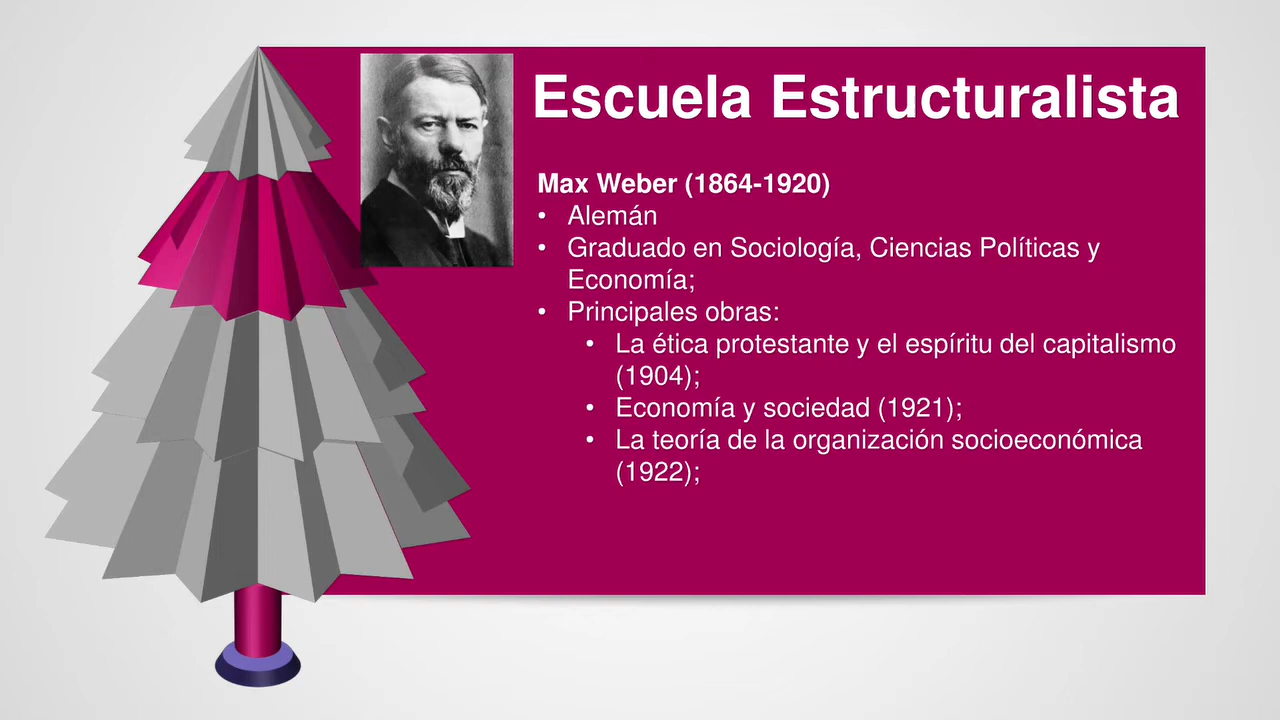 Escuela Estructuralista
Max Weber (1864-1920)
• Alemán
• Graduado en Sociología, Ciencias Políticas y
Economía;
• Principales obras:
• La ética protestante y el espíritu del capitalismo
(1904);
• Economía y sociedad (1921);
• La teoría de la organización socioeconómica
(1922);